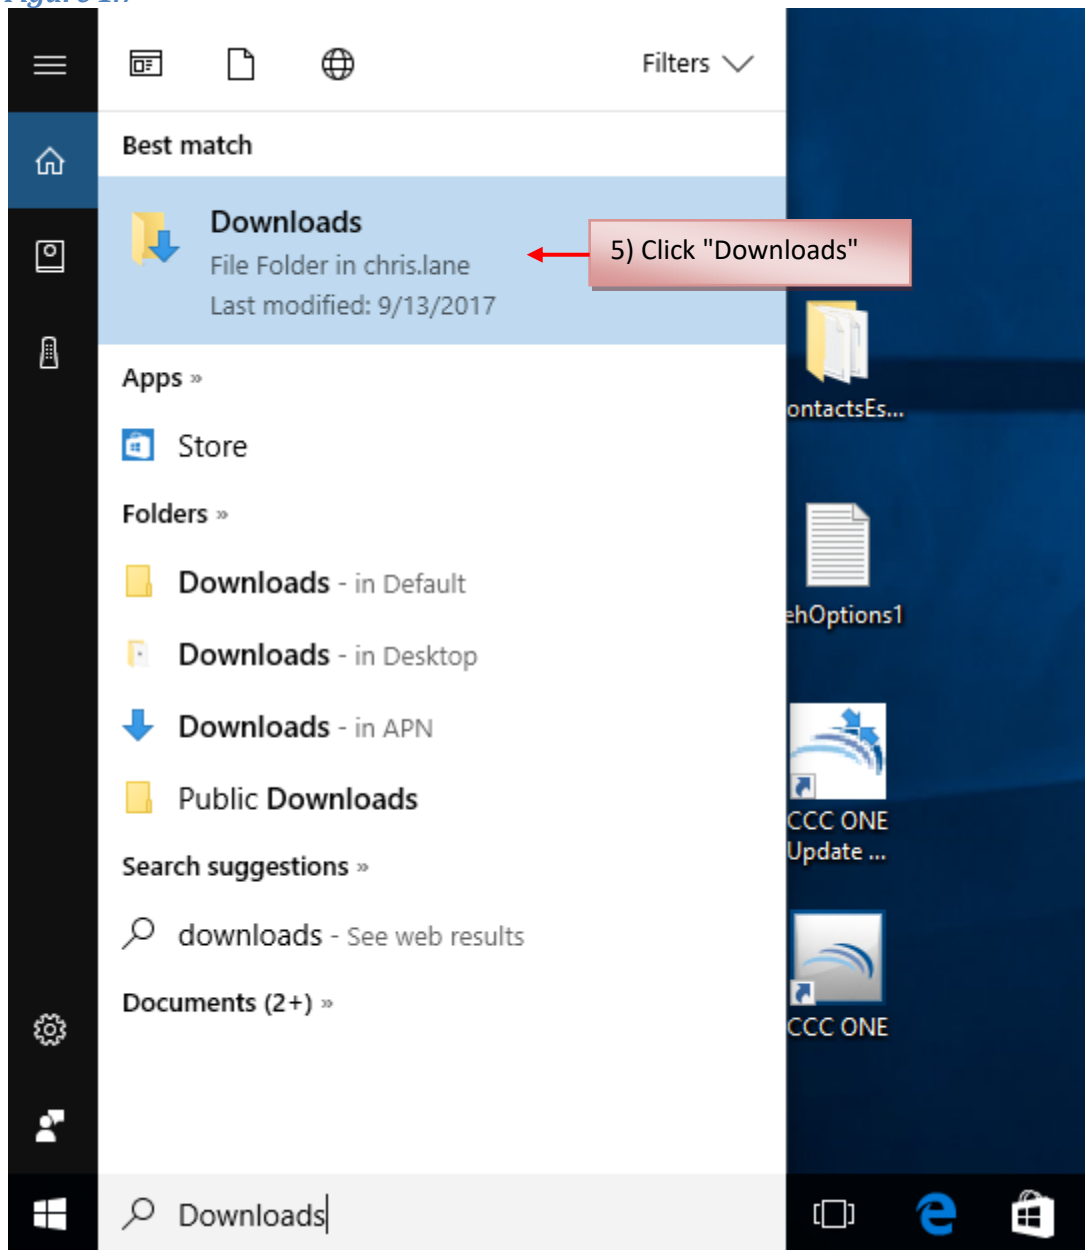 Filters
Best match
Downloads
File Folder in chris.lane
Last modified: 9/13/2017
5) Click "Downloads"
Apps »
Store
Folders »
Downloads - in Default
Downloads - in Desktop
Downloads - in APN
Public Downloads
Search suggestions »
downloads - See web results
Documents (2+) »
Downloads
ontactsEs...
ehOptions1
CCC ONE
Update ...
CCC ONE